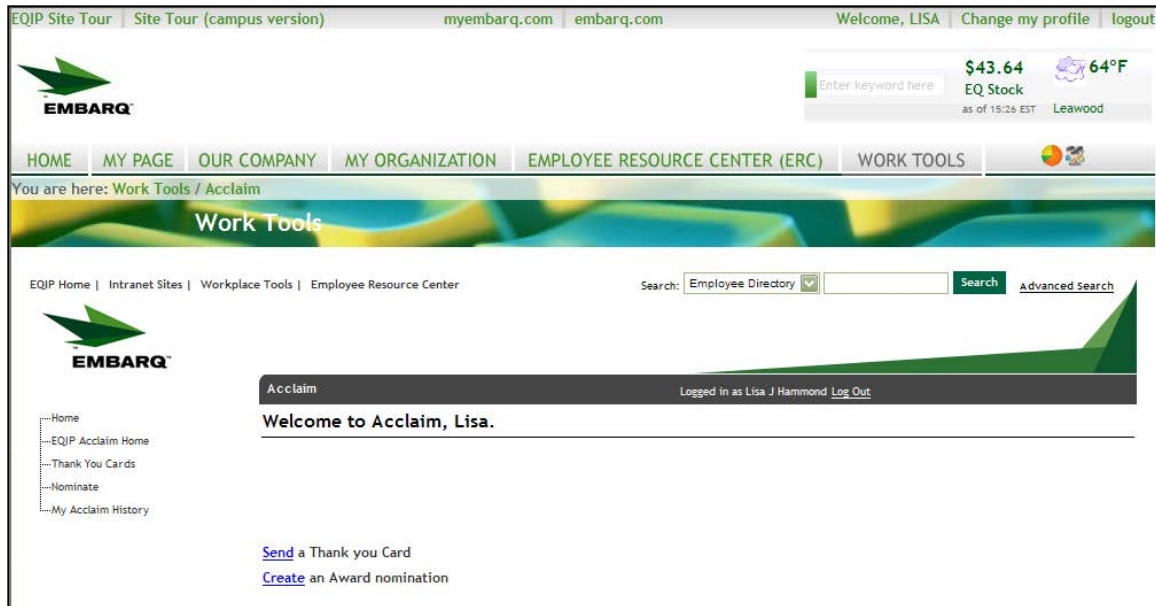 EQIP Site Tour | Site Tour (campus version) myembarq.com | embarq.com Welcome, LISA | Change my profile | logout
EMBARQ
Enter keyword here
$43.64
EQ Stock
as of 15:26 EST
64°F
Leawood
HOME MY PAGE OUR COMPANY MY ORGANIZATION EMPLOYEE RESOURCE CENTER (ERC) WORK TOOLS
You are here: Work Tools / Acclaim
Work Tools
EQIP Home | Intranet Sites | Workplace Tools | Employee Resource Center Search: Employee Directory Search Advanced Search
EMBARQ™
Acclaim Logged in as Lisa J Hammond Log Out
Home
EQIP Acclaim Home
Thank You Cards
Nominate
My Acclaim History
Welcome to Acclaim, Lisa.
Send a Thank you Card
Create an Award nomination